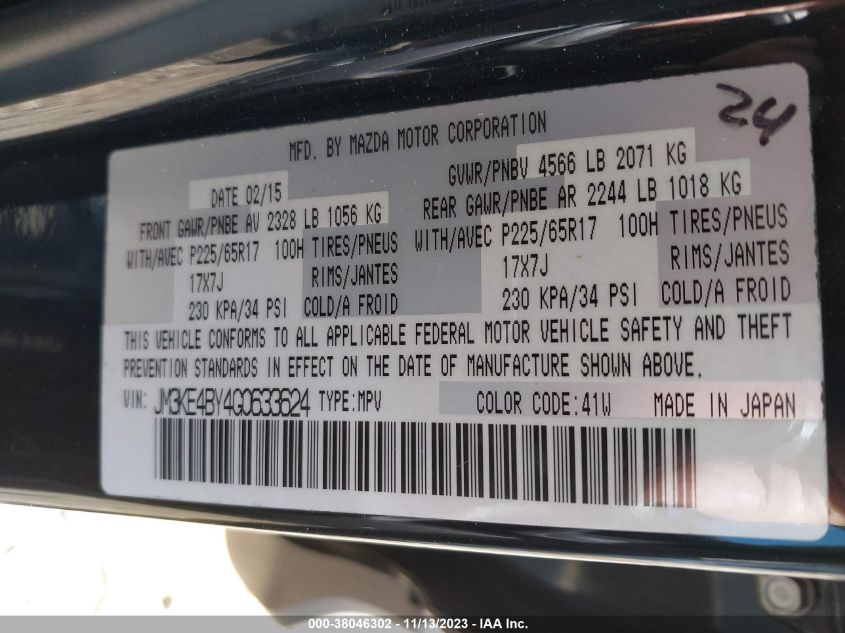 24
MFD. BY MAZDA MOTOR CORPORATION
DATE 02/15 GVWR/PNBV 4566 LB 2071 KG
FRONT GAWR/PNBE AV 2328 LB 1056 KG REAR GAWR/PNBE AR 2244 LB 1018 KG
WITH/AVEC P225/65R17 100H TIRES/PNEUS WITH/AVEC P225/65R17 100H TIRES/PNEUS
17X7J RIMS/JANTES 17X7J RIMS/JANTES
230 KPA/34 PSI COLD/A FROID 230 KPA/34 PSI COLD/A FROID
THIS VEHICLE CONFORMS TO ALL APPLICABLE FEDERAL MOTOR VEHICLE SAFETY AND THEFT
PREVENTION STANDARDS IN EFFECT ON THE DATE OF MANUFACTURE SHOWN ABOVE.
VIN: JM3KE4BY4G0633624 TYPE:MPV COLOR CODE:41W MADE IN JAPAN
000-38046302 - 11/13/2023 - IAA Inc.